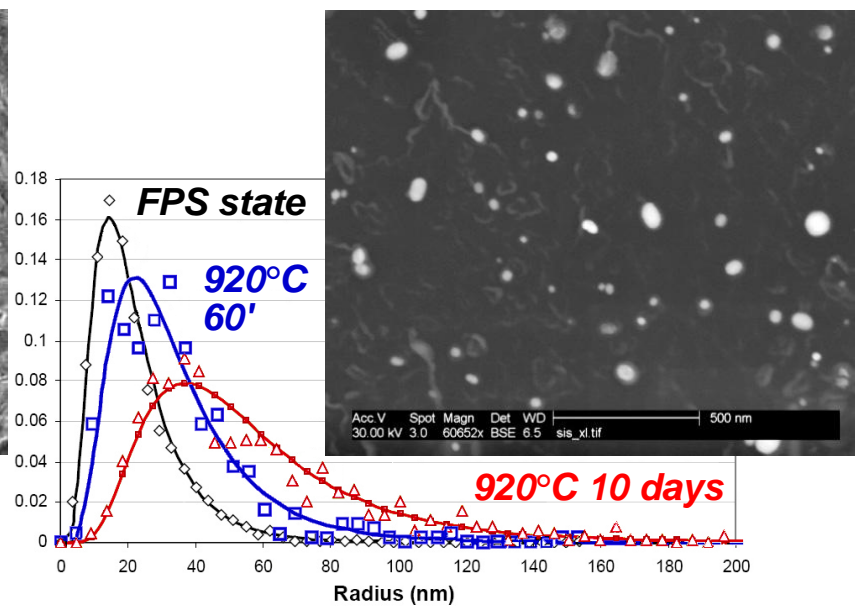 0.18
0.16
0.14
0.12
0.1
0.08
0.06
0.04
0.02
0
FPS state
920°C
60'
920°C 10 days
Acc.V Spot Magn Det WD 500 nm
30.00 kV 3.0 60652x BSE 6.5 sis_xl.tif
0 20 40 60 80 100 120 140 160 180 200
Radius (nm)